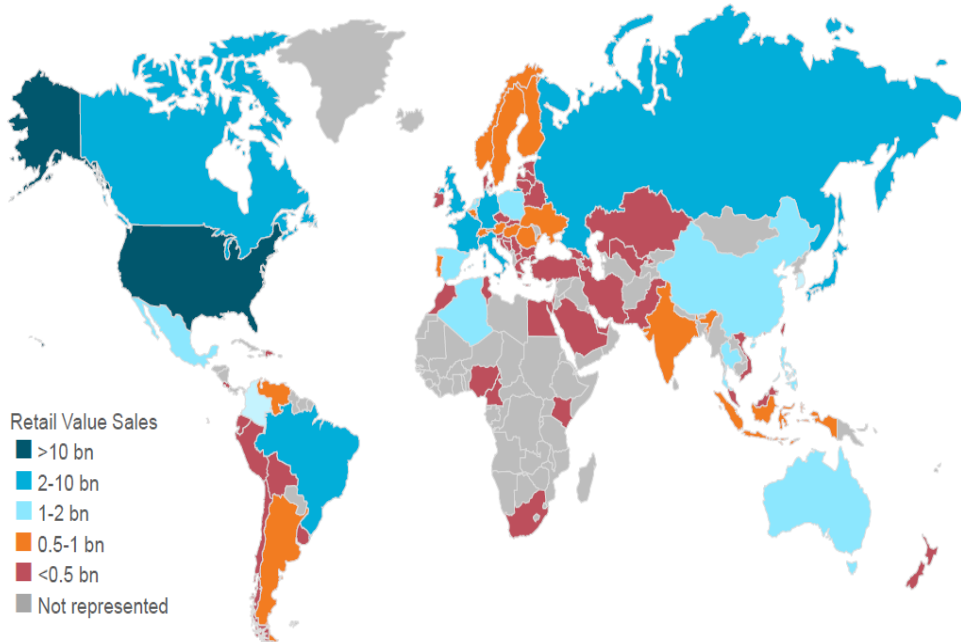 Retail Value Sales
>10 bn
2-10 bn
1-2 bn
0.5-1 bn
<0.5 bn
Not represented